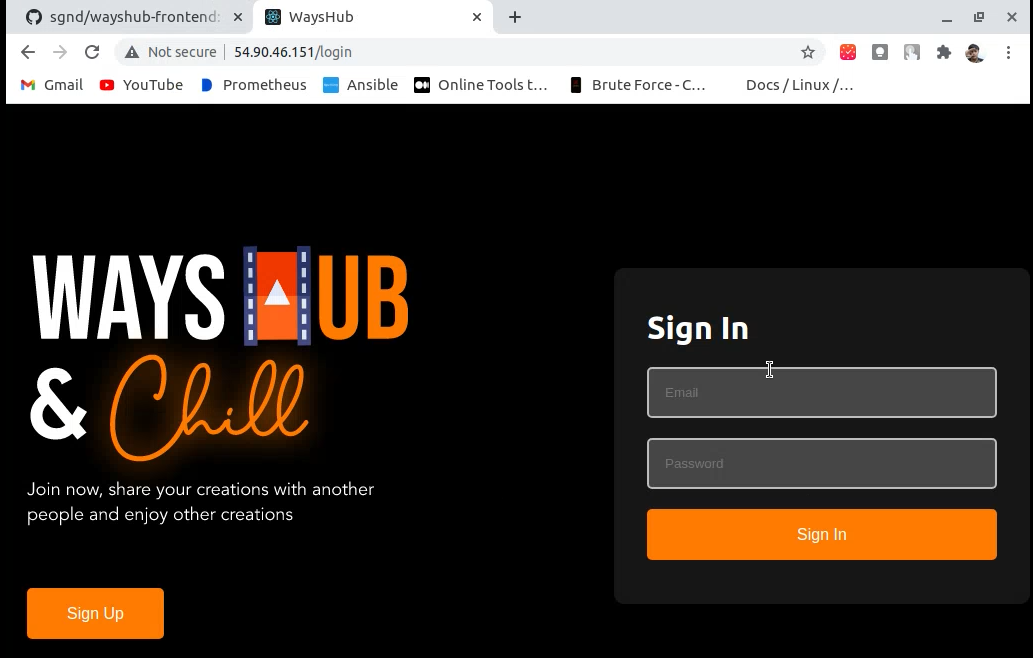 sgnd/wayshub-frontend:
WaysHub
Not secure
54.90.46.151/login
Gmail
YouTube
Prometheus
Ansible
Online Tools t…
Brute Force - C…
Docs / Linux /…
WAYS UB
& Chill
Join now, share your creations with another
people and enjoy other creations
Sign Up
Sign In
Email
Password
Sign In